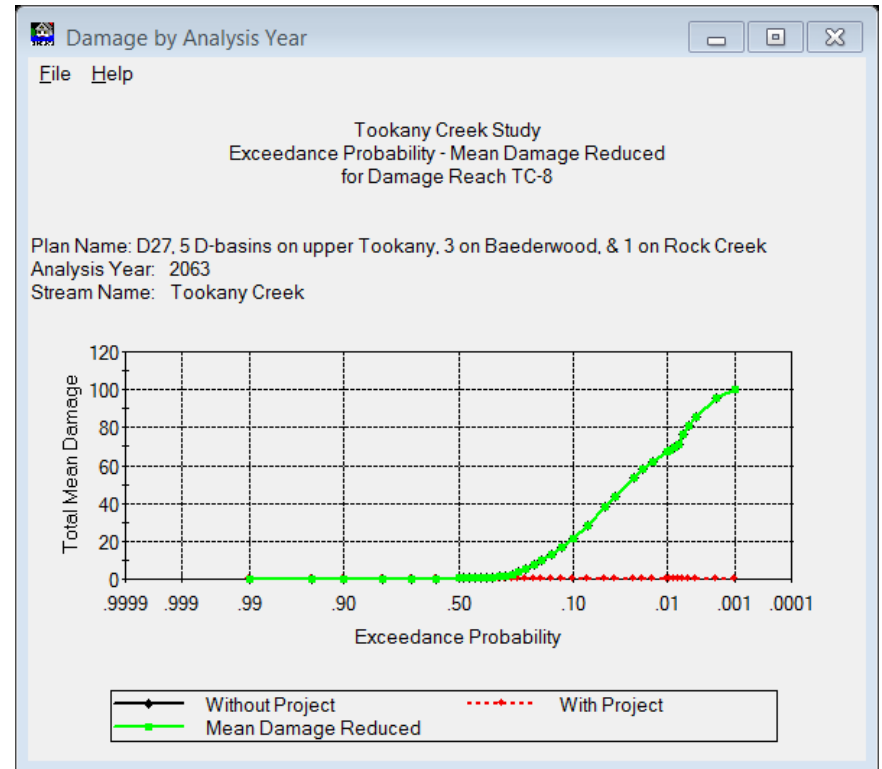 Damage by Analysis Year
File Help
Tookany Creek Study
Exceedance Probability - Mean Damage Reduced
for Damage Reach TC-8
Plan Name: D27, 5 D-basins on upper Tookany, 3 on Baederwood, & 1 on Rock Creek
Analysis Year: 2063
Stream Name: Tookany Creek
120
100
80
60
40
20
0
Total Mean Damage
.9999 .999 .99 .90 .50 .10 .01 .001 .0001
Exceedance Probability
Without Project With Project
Mean Damage Reduced